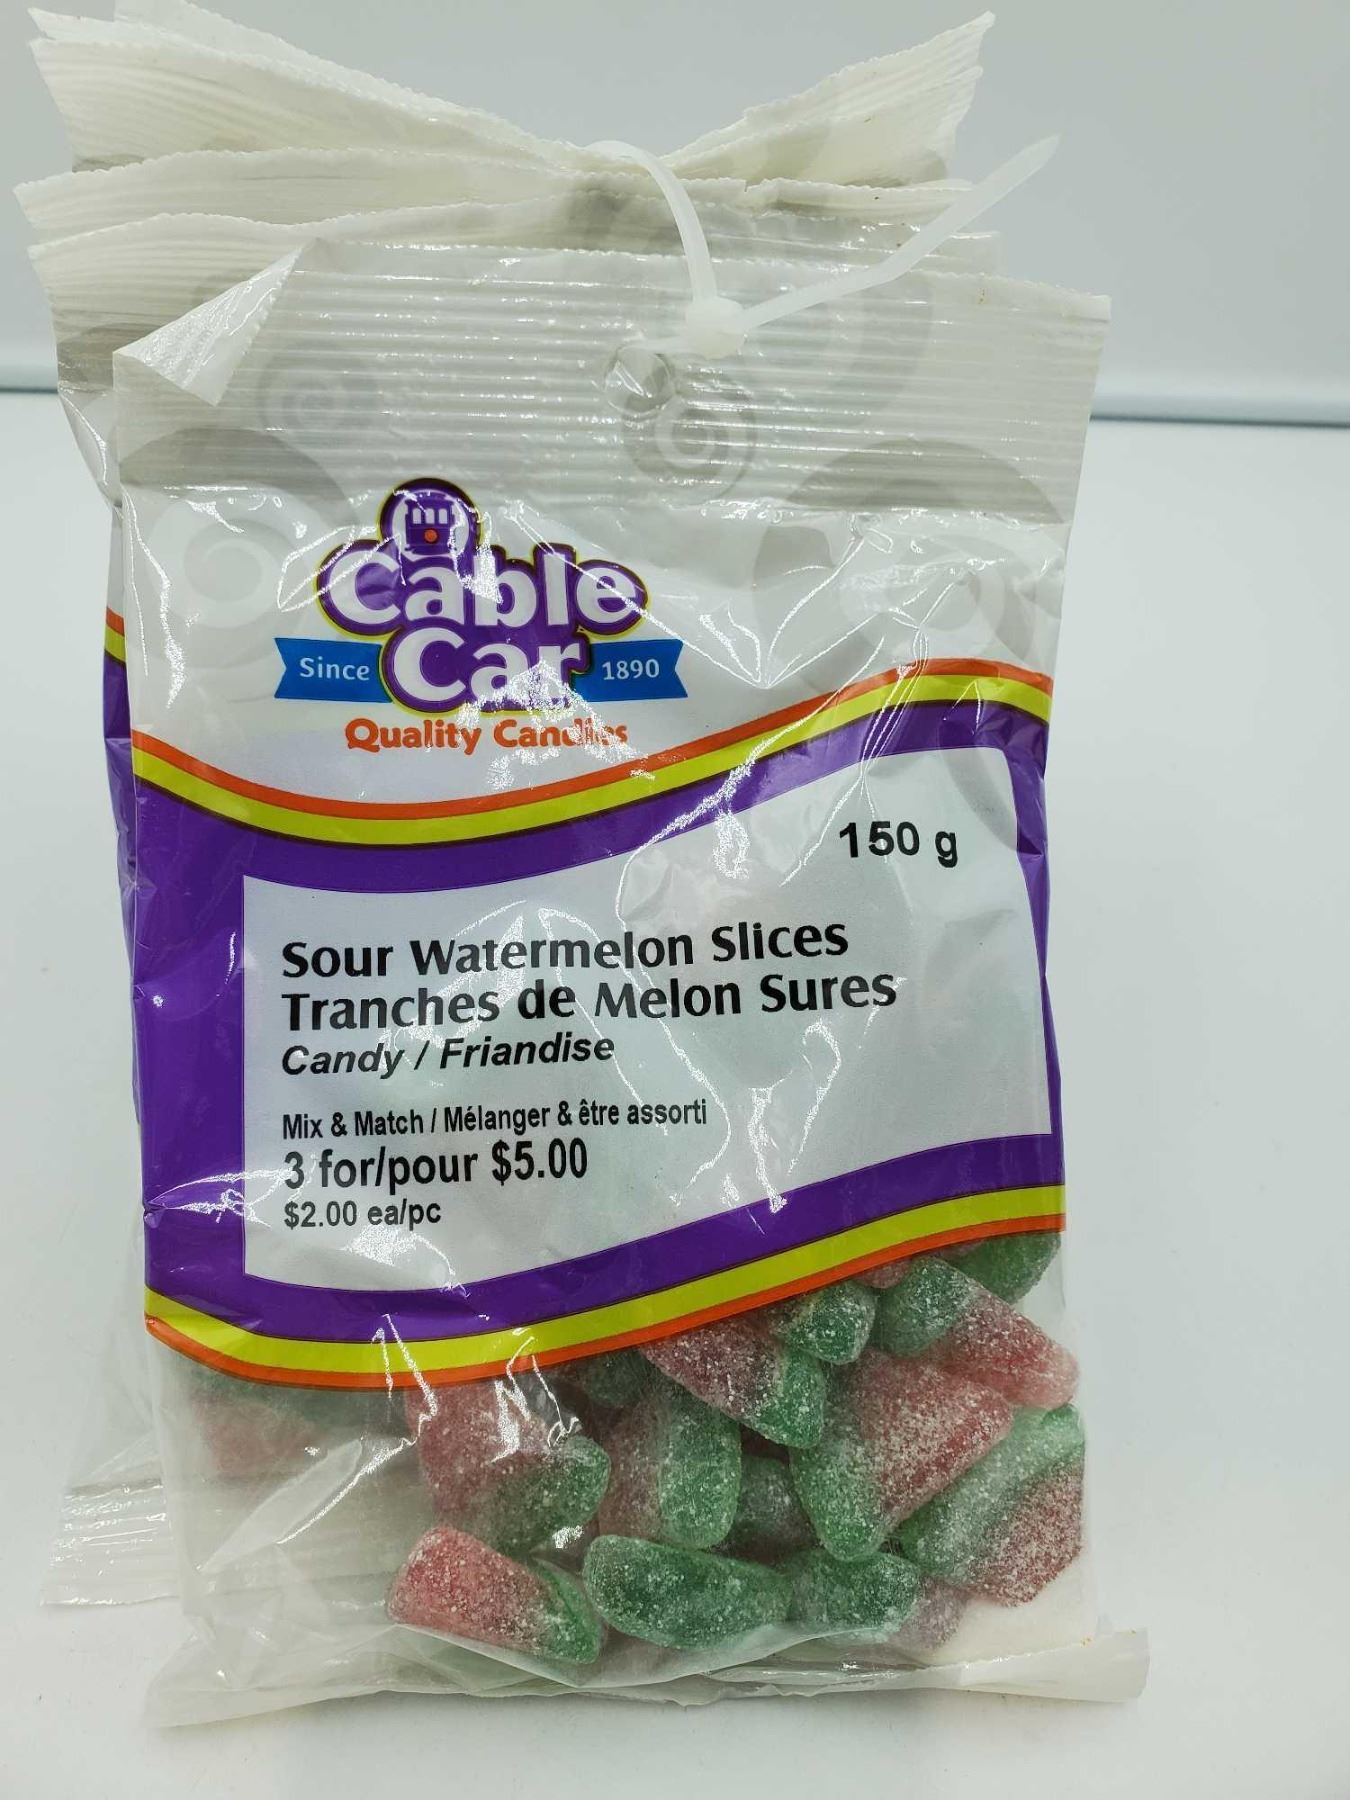 Cable
Car
Since 1890
Quality Candies
150 g
Sour Watermelon Slices
Tranches de Melon Sures
Candy / Friandise
Mix & Match / Mélanger & être assorti
3 for/pour $5.00
$2.00 ea/pc